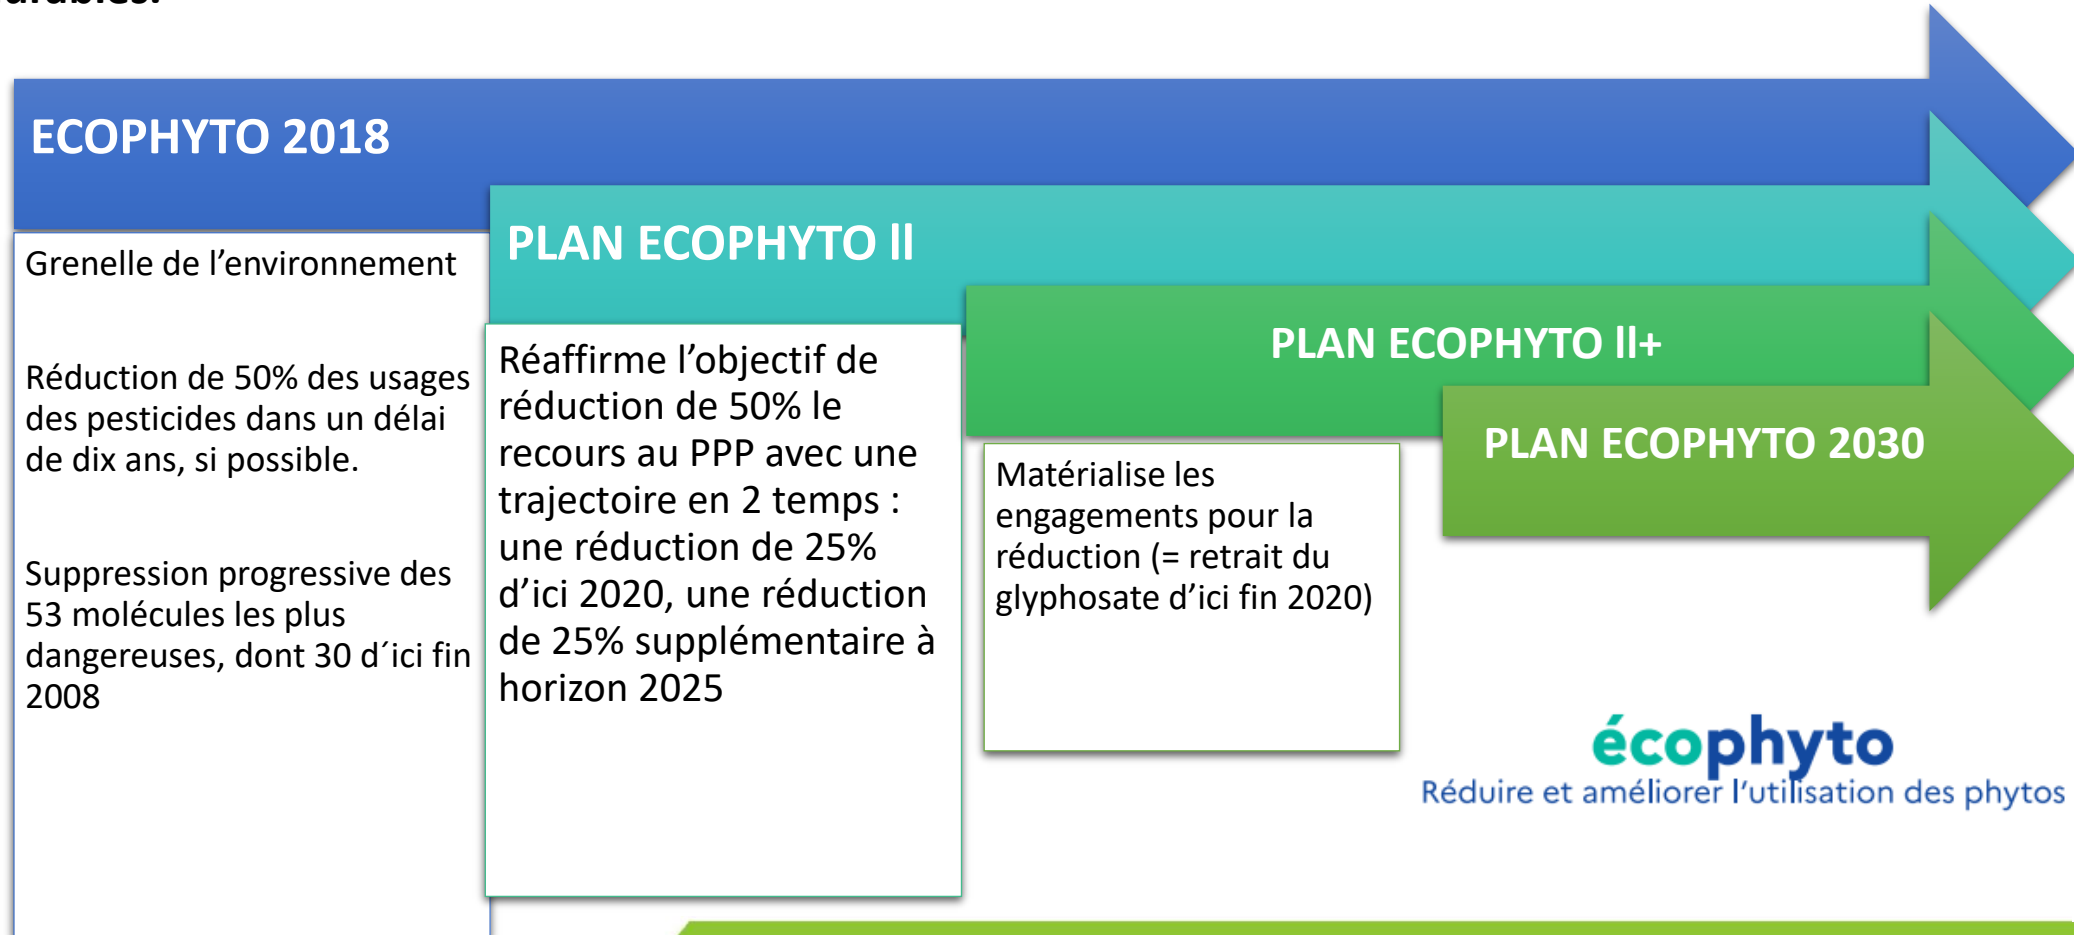 ECOPHYTO 2018
Grenelle de l’environnement
Réduction de 50% des usages
des pesticides dans un délai
de dix ans, si possible.
Suppression progressive des
53 molécules les plus
dangereuses, dont 30 d´ici fin
2008
PLAN ECOPHYTO ll
Réaffirme l’objectif de
réduction de 50% le
recours au PPP avec une
trajectoire en 2 temps :
une réduction de 25%
d’ici 2020, une réduction
de 25% supplémentaire à
horizon 2025
PLAN ECOPHYTO ll+
Matérialise les
engagements pour la
réduction (= retrait du
glyphosate d’ici fin 2020)
PLAN ECOPHYTO 2030
écophyto
Réduire et améliorer l’utilisation des phytos